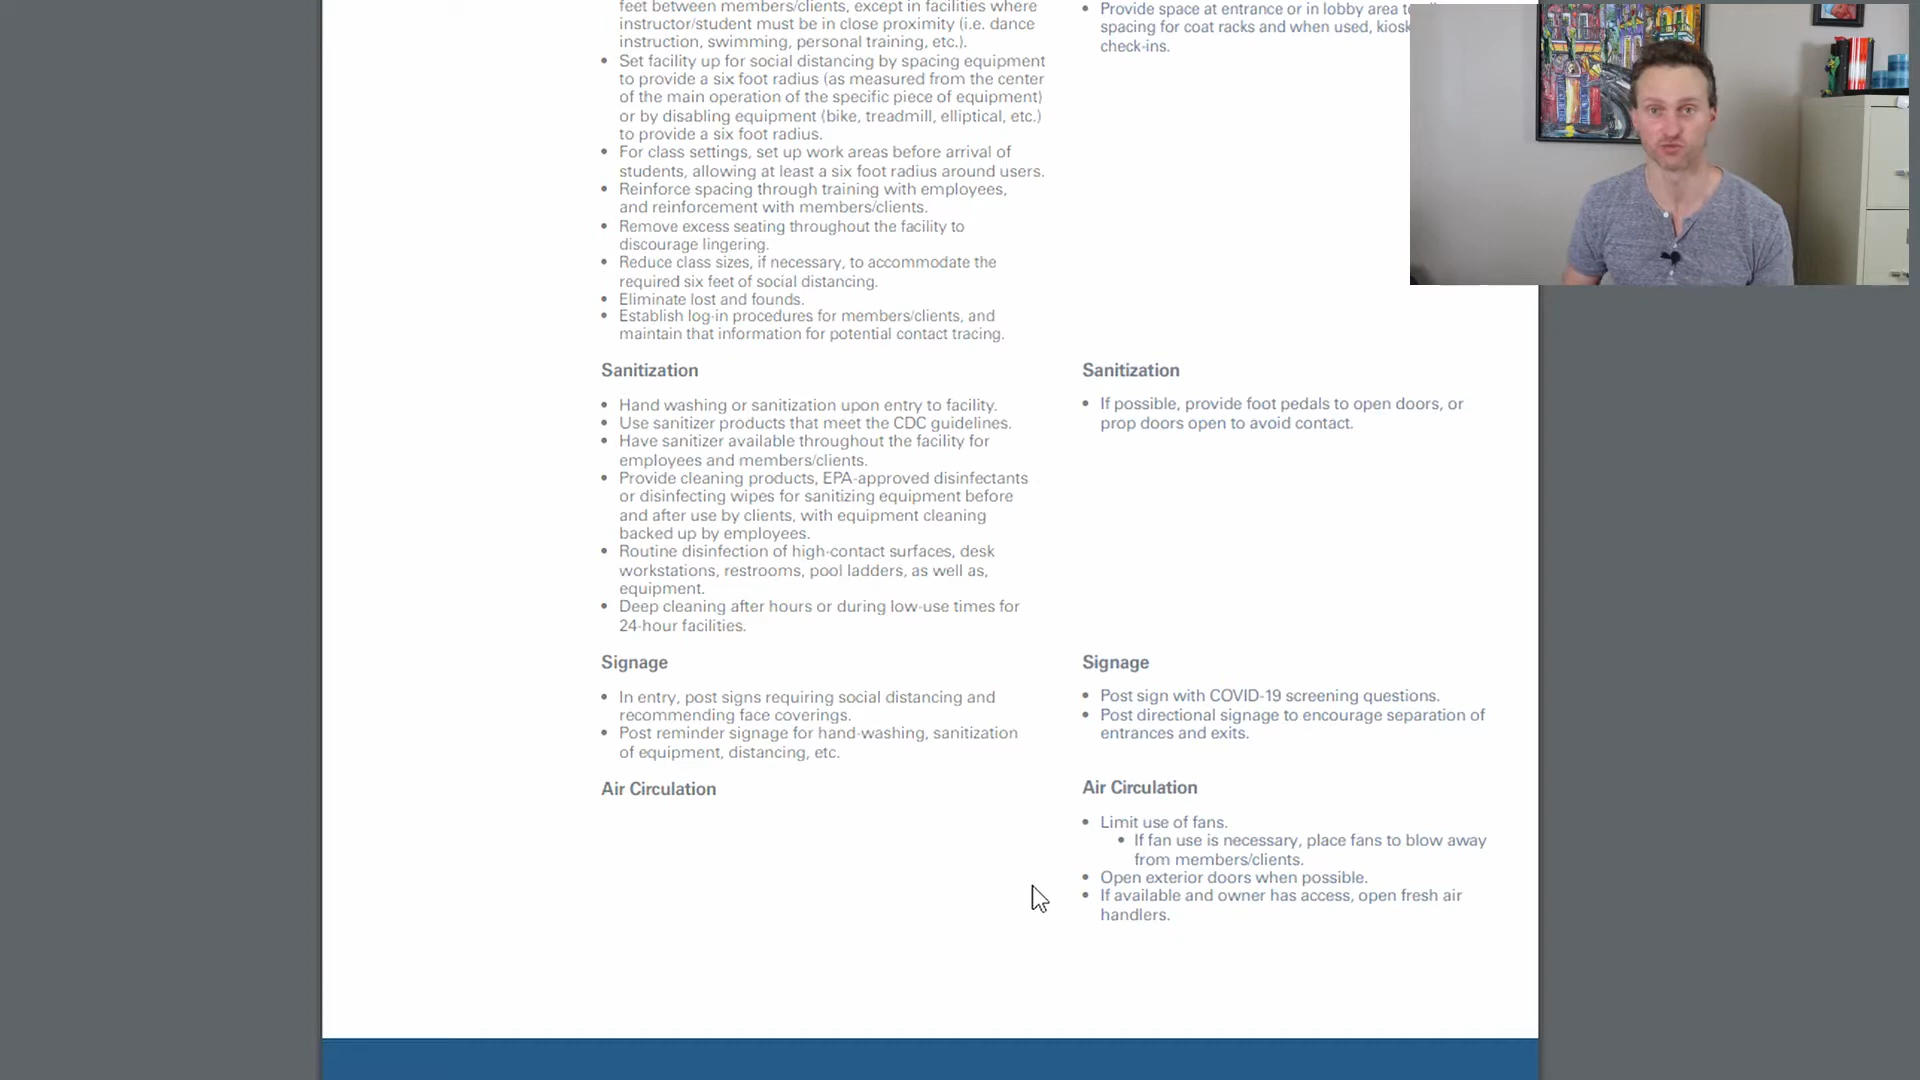 feet between members/clients, except in facilities where
instructor/student must be in close proximity (i.e. dance
instruction, swimming, personal training, etc.).
• Set facility up for social distancing by spacing equipment
to provide a six foot radius (as measured from the center
of the main operation of the specific piece of equipment)
or by disabling equipment (bike, treadmill, elliptical, etc.)
to provide a six foot radius.
• For class settings, set up work areas before arrival of
students, allowing at least a six foot radius around users.
• Reinforce spacing through training with employees,
and reinforcement with members/clients.
• Remove excess seating throughout the facility to
discourage lingering.
• Reduce class sizes, if necessary, to accommodate the
required six feet of social distancing.
• Eliminate lost and founds.
• Establish log-in procedures for members/clients, and
maintain that information for potential contact tracing.
Sanitization
• Hand washing or sanitization upon entry to facility.
• Use sanitizer products that meet the CDC guidelines.
• Have sanitizer available throughout the facility for
employees and members/clients.
• Provide cleaning products, EPA-approved disinfectants
or disinfecting wipes for sanitizing equipment before
and after use by clients, with equipment cleaning
backed up by employees.
• Routine disinfection of high-contact surfaces, desk
workstations, restrooms, pool ladders, as well as,
equipment.
• Deep cleaning after hours or during low-use times for
24-hour facilities.
Signage
• In entry, post signs requiring social distancing and
recommending face coverings.
• Post reminder signage for hand-washing, sanitization
of equipment, distancing, etc.
Air Circulation
• Provide space at entrance or in lobby area
spacing for coat racks and when used, kiosk
check-ins.
Sanitization
• If possible, provide foot pedals to open doors, or
prop doors open to avoid contact.
Signage
• Post sign with COVID-19 screening questions.
• Post directional signage to encourage separation of
entrances and exits.
Air Circulation
• Limit use of fans.
• If fan use is necessary, place fans to blow away
from members/clients.
• Open exterior doors when possible.
• If available and owner has access, open fresh air
handlers.